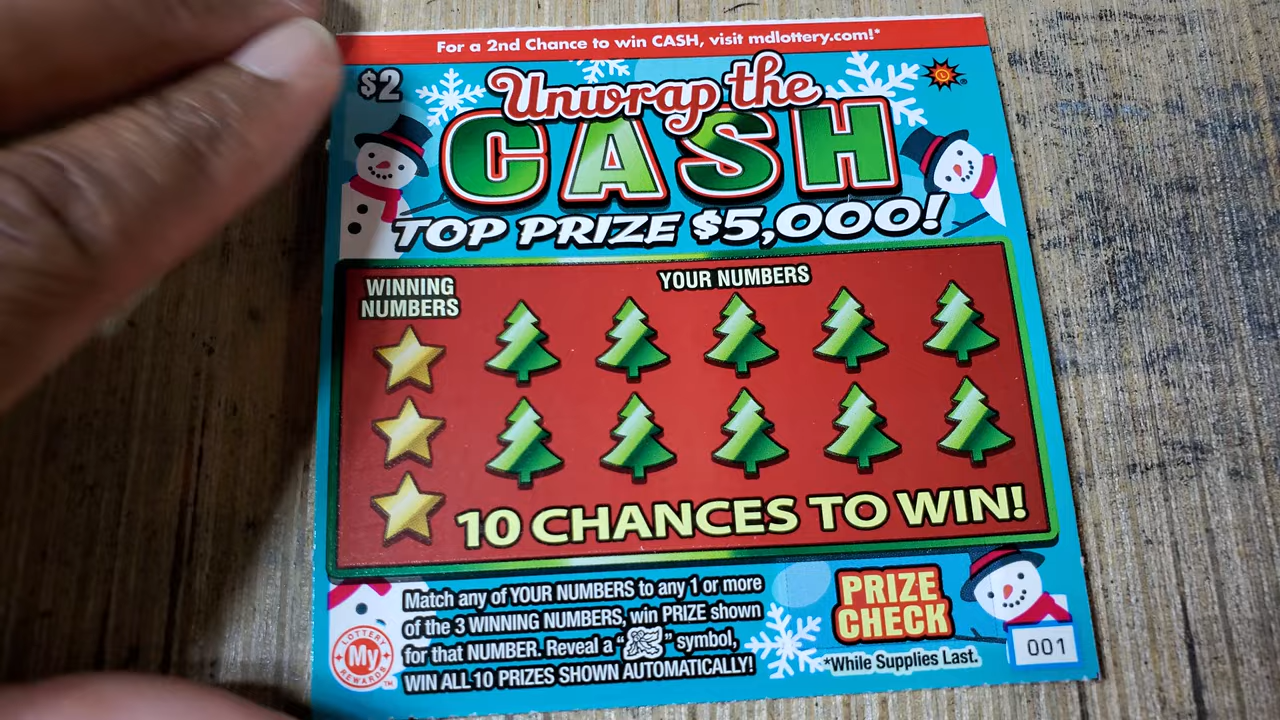 For a 2nd Chance to win CASH, visit mdlottery.com!*
$2
Unwrap the
CASH
TOP PRIZE $5,000!
WINNING
NUMBERS
YOUR NUMBERS
10 CHANCES TO WIN!
Match any of YOUR NUMBERS to any 1 or more
of the 3 WINNING NUMBERS, win PRIZE shown
for that NUMBER. Reveal a “ ” symbol,
WIN ALL 10 PRIZES SHOWN AUTOMATICALLY!
PRIZE
CHECK
*While Supplies Last.
001
LOTTERY
My
REWARDS
TM